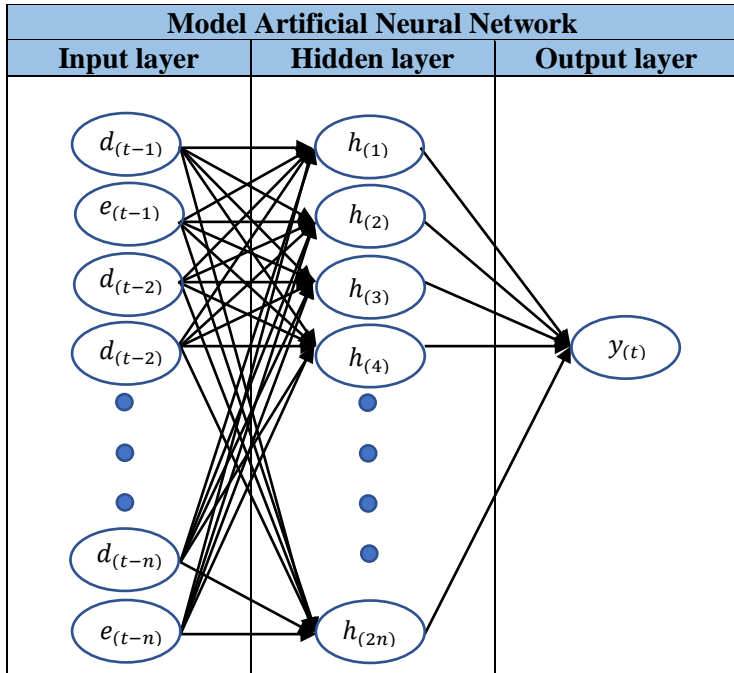 Model Artificial Neural Network
Input layer Hidden layer Output layer
d(t−1) h(1)
e(t−1) h(2)
d(t−2) h(3)
d(t−2) h(4) y(t)
d(t−n)
e(t−n) h(2n)